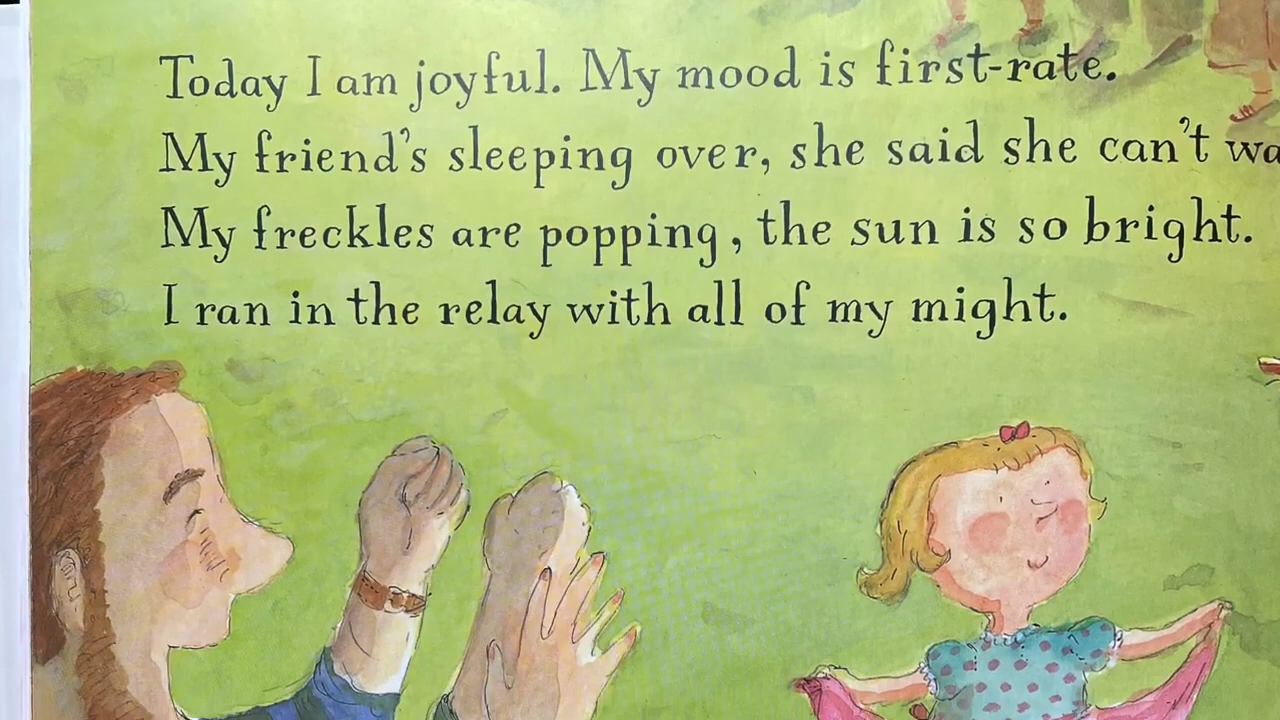 Today I am joyful. My mood is first-rate.
My friend's sleeping over, she said she can't
My freckles are popping, the sun is so bright.
I ran in the relay with all of my might.